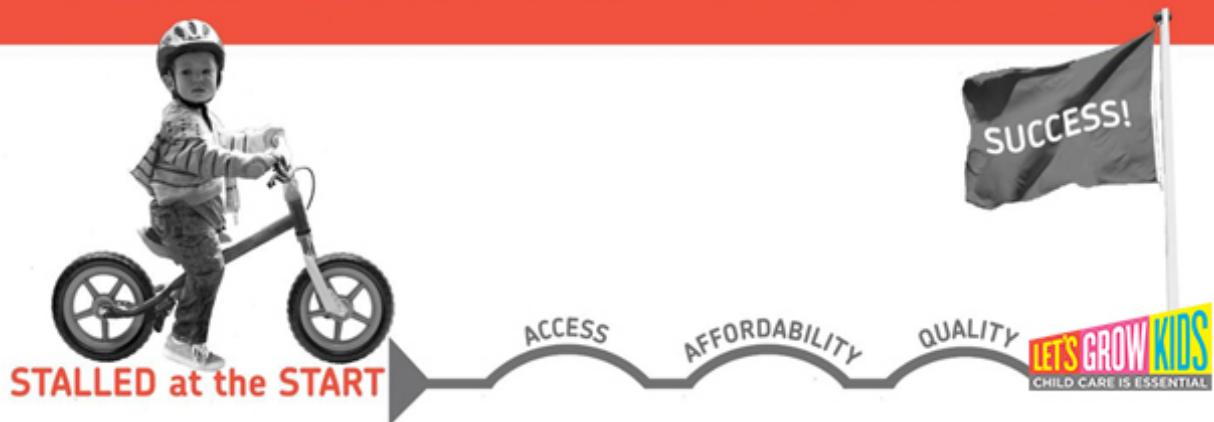 SUCCESS!
STALLED at the START
ACCESS
AFFORDABILITY
QUALITY
LET'S GROW KIDS
CHILD CARE IS ESSENTIAL